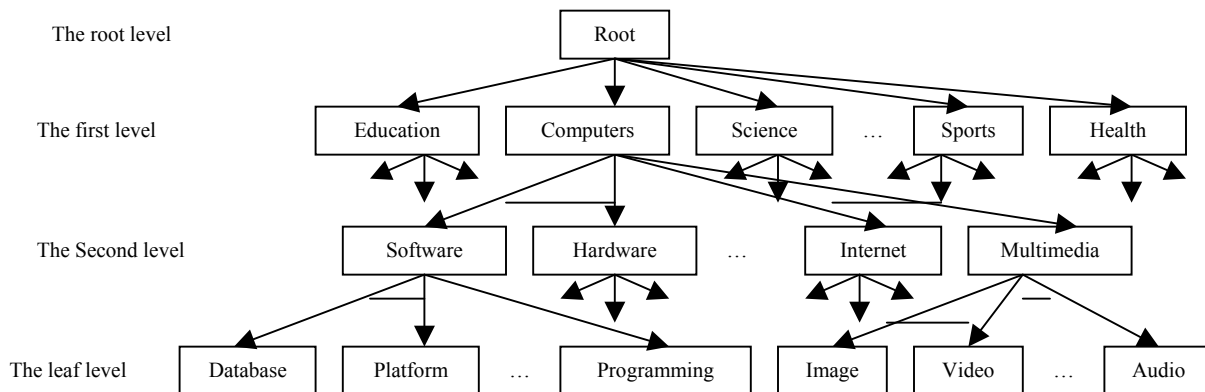 The root level Root
The first level Education Computers Science … Sports Health
The Second level Software Hardware … Internet Multimedia
The leaf level Database Platform … Programming Image Video … Audio